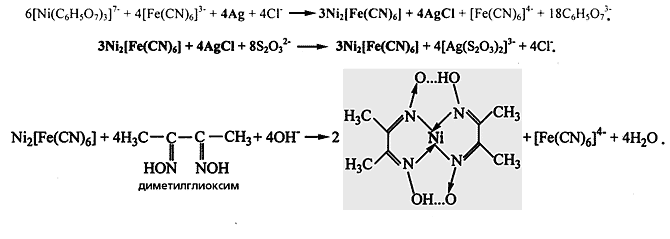 6[Ni(C₆H₅O₇)₃]⁷⁻ + 4[Fe(CN)₆]³⁻ + 4Ag + 4Cl⁻ ⟶ 3Ni₂[Fe(CN)₆] + 4AgCl + [Fe(CN)₆]⁴⁻ + 18C₆H₅O₇³⁻.
3Ni₂[Fe(CN)₆] + 4AgCl + 8S₂O₃²⁻ ⟶ 3Ni₂[Fe(CN)₆] + 4[Ag(S₂O₃)₂]³⁻ + 4Cl⁻.
O...HO
H₃C N N CH₃
Ni₂[Fe(CN)₆] + 4H₃C C C CH₃ + 4OH⁻ ⟶ 2 Ni + [Fe(CN)₆]⁴⁻ + 4H₂O.
HON NOH
H₃C N N CH₃
диметилглиоксим
OH...O